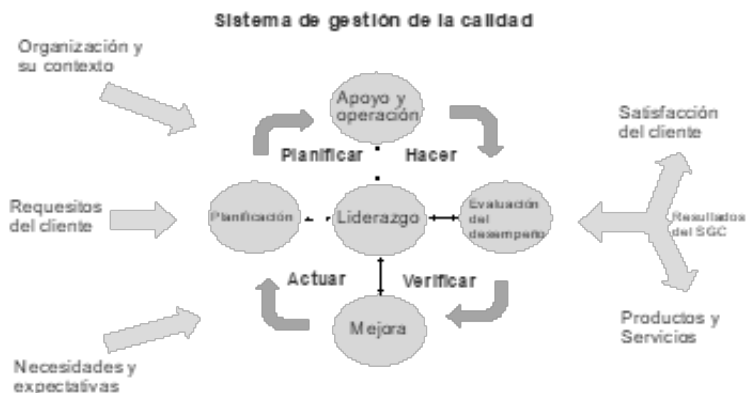 Sistema de gestión de la calidad
Organización y
su contexto
Apoyo y
operación
Satisfacción
del cliente
Planificar
Hacer
Requesitos
del cliente
Planificación
Liderazgo
Evaluación
del
desempeño
Resultados
del SGC
Actuar
Verificar
Mejora
Productos y
Servicios
Necesidades y
expectativas